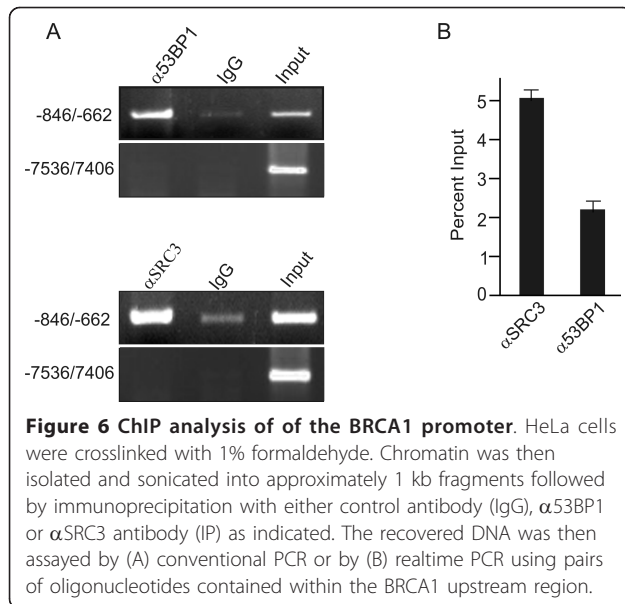 A
α53BP1 IgG Input
-846/-662
-7536/7406
αSRC3 IgG Input
-846/-662
-7536/7406
B
Percent Input
5
4
3
2
1
0
αSRC3 α53BP1
Figure 6 ChIP analysis of of the BRCA1 promoter. HeLa cells
were crosslinked with 1% formaldehyde. Chromatin was then
isolated and sonicated into approximately 1 kb fragments followed
by immunoprecipitation with either control antibody (IgG), α53BP1
or αSRC3 antibody (IP) as indicated. The recovered DNA was then
assayed by (A) conventional PCR or by (B) realtime PCR using pairs
of oligonucleotides contained within the BRCA1 upstream region.